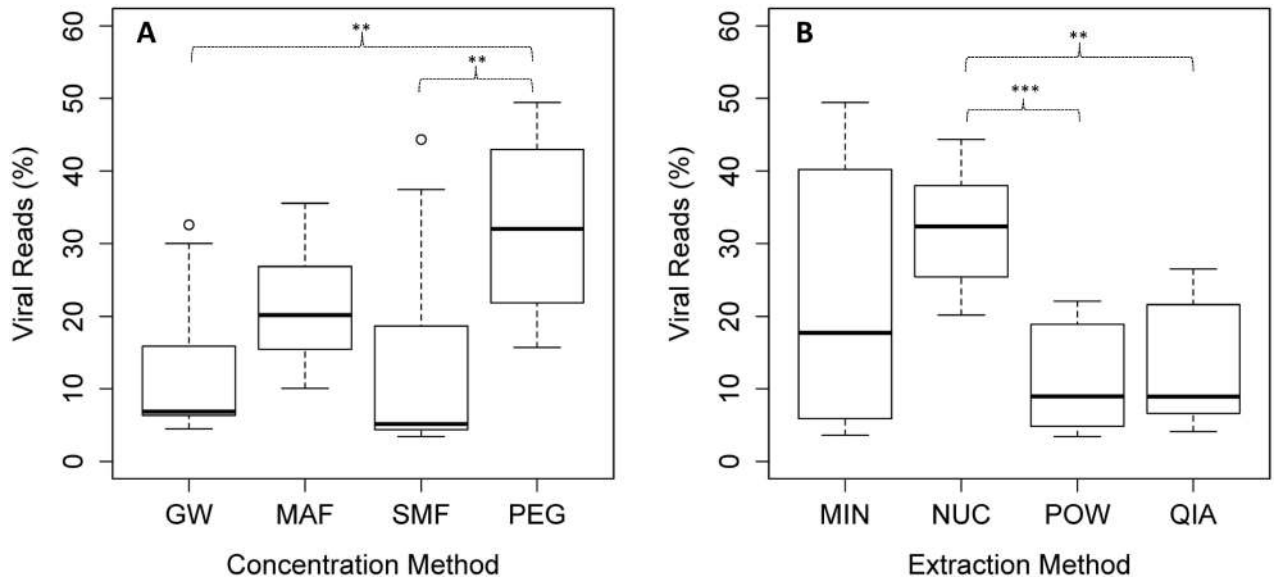 A
**
**
Viral Reads (%)
60
50
40
30
20
10
0
GW MAF SMF PEG
Concentration Method
B
**
***
Viral Reads (%)
60
50
40
30
20
10
0
MIN NUC POW QIA
Extraction Method